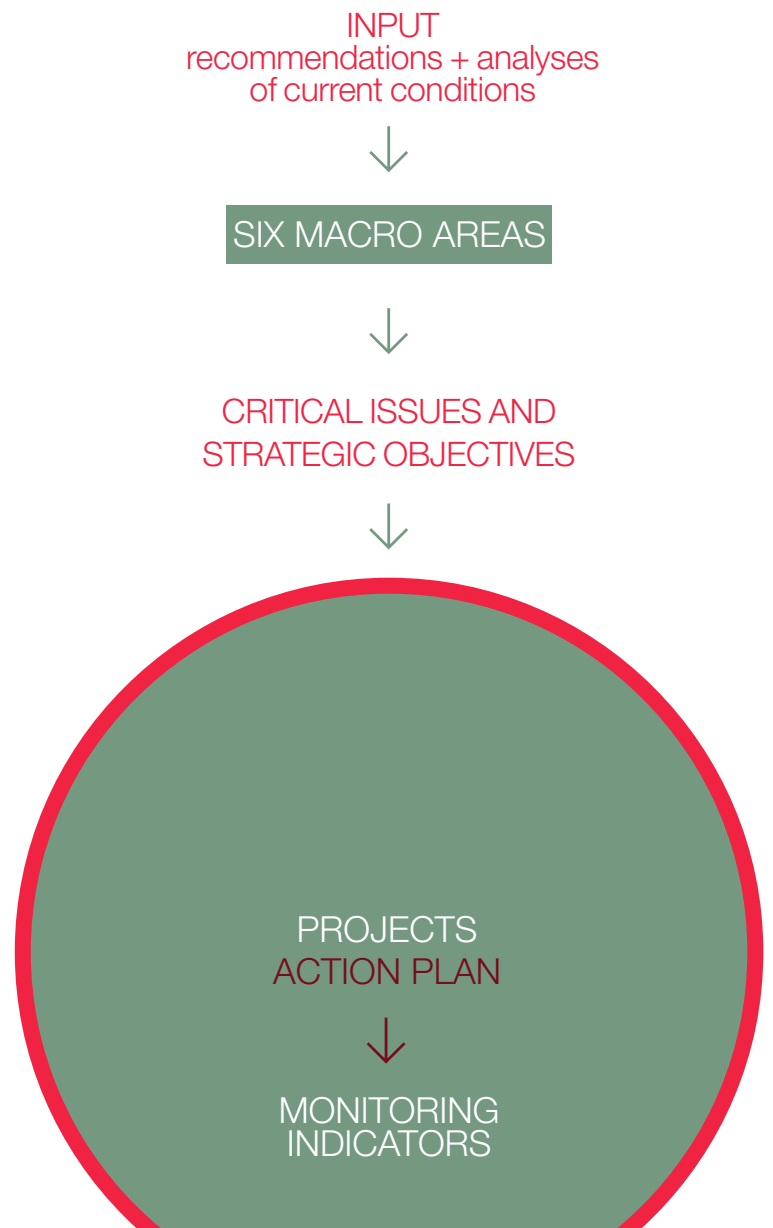 INPUT
recommendations + analyses
of current conditions
SIX MACRO AREAS
CRITICAL ISSUES AND
STRATEGIC OBJECTIVES
PROJECTS
ACTION PLAN
MONITORING
INDICATORS